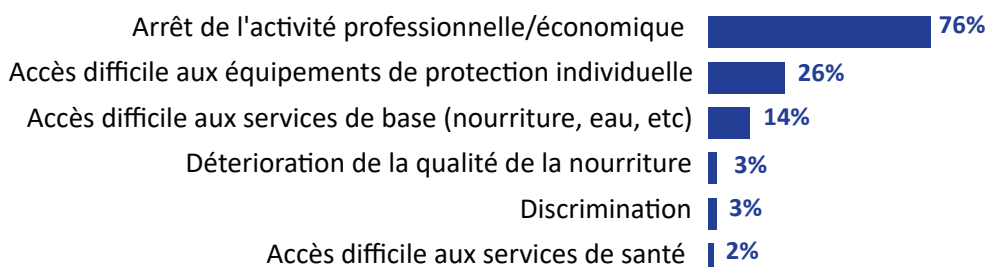 Arrêt de l'activité professionnelle/économique 76%
Accès difficile aux équipements de protection individuelle 26%
Accès difficile aux services de base (nourriture, eau, etc) 14%
Déterioration de la qualité de la nourriture 3%
Discrimination 3%
Accès difficile aux services de santé 2%